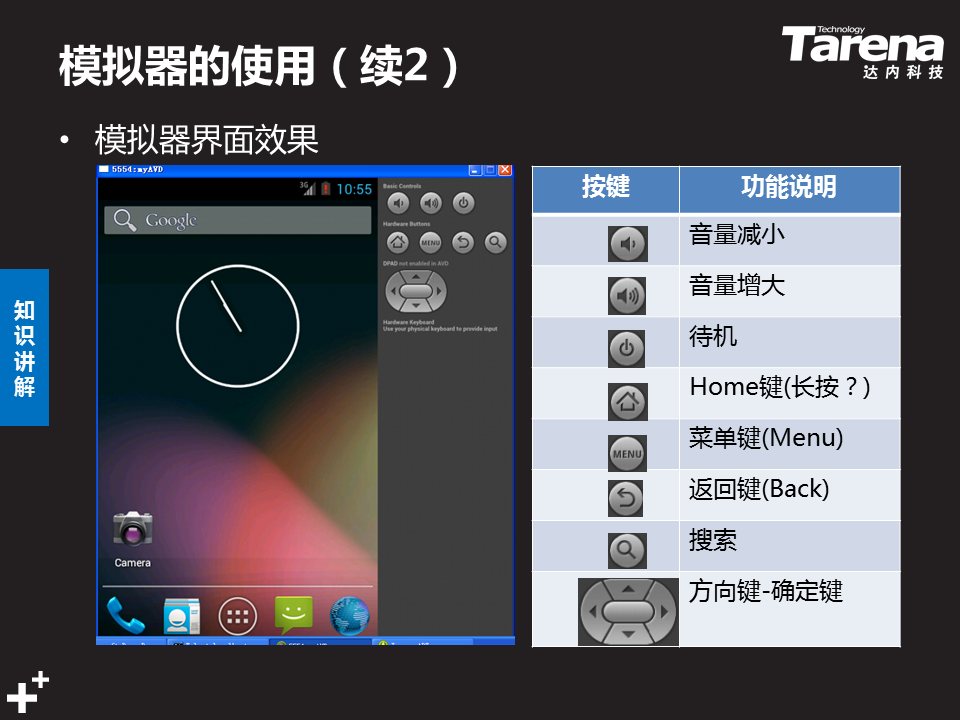 模拟器的使用（续2）
Technology
Tarena
达内科技
• 模拟器界面效果
5554:myAVD
3G
10:55
Google
Camera
Basic Controls
Hardware Buttons
MENU
DPAD not enabled in AVD
Hardware Keyboard
Use your physical keyboard to provide input
按键 功能说明
音量减小
音量增大
待机
Home键(长按？)
MENU 菜单键(Menu)
返回键(Back)
搜索
方向键-确定键
知识讲解